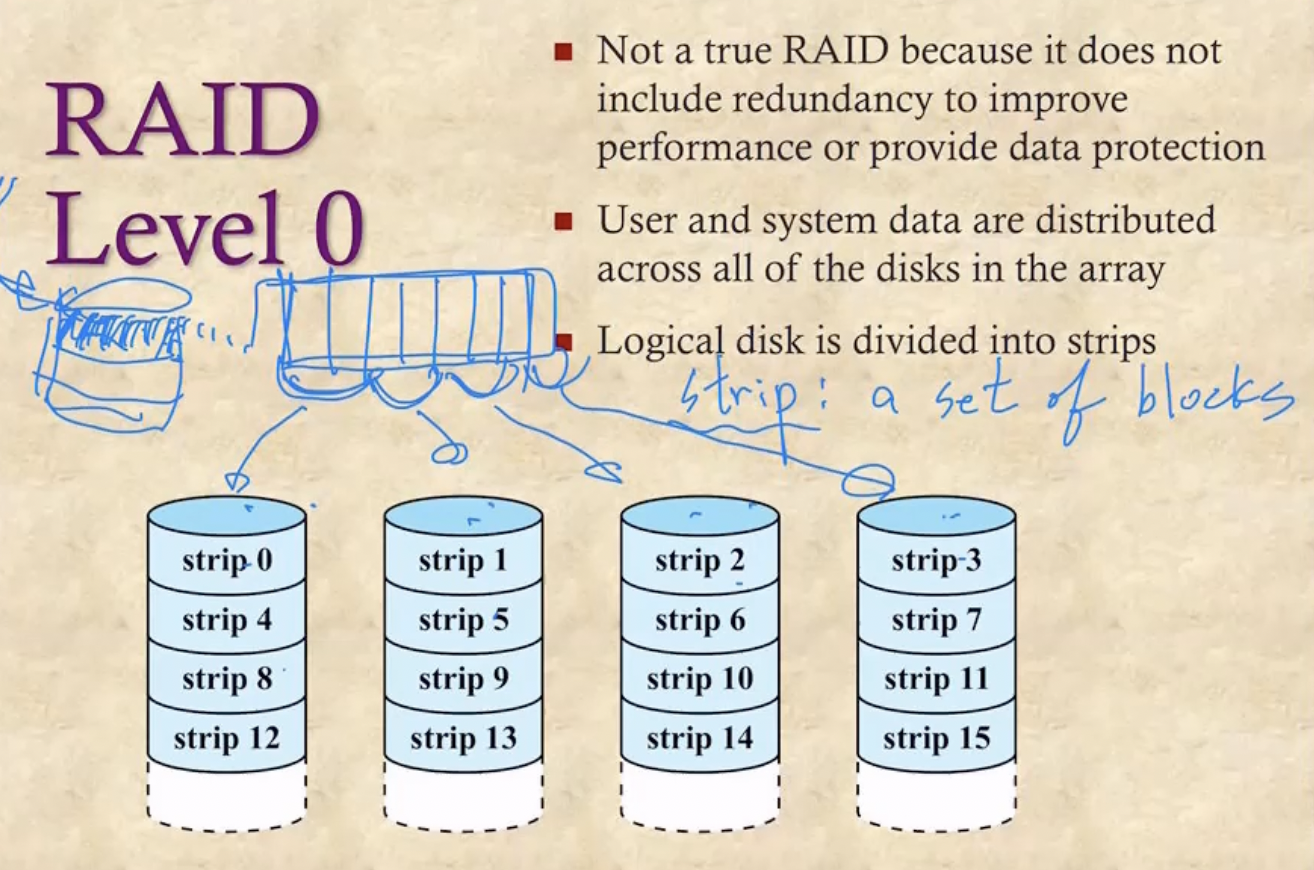 RAID
Level 0
■ Not a true RAID because it does not
include redundancy to improve
performance or provide data protection
■ User and system data are distributed
across all of the disks in the array
■ Logical disk is divided into strips
strip: a set of blocks
strip 0 strip 1 strip 2 strip 3
strip 4 strip 5 strip 6 strip 7
strip 8 strip 9 strip 10 strip 11
strip 12 strip 13 strip 14 strip 15